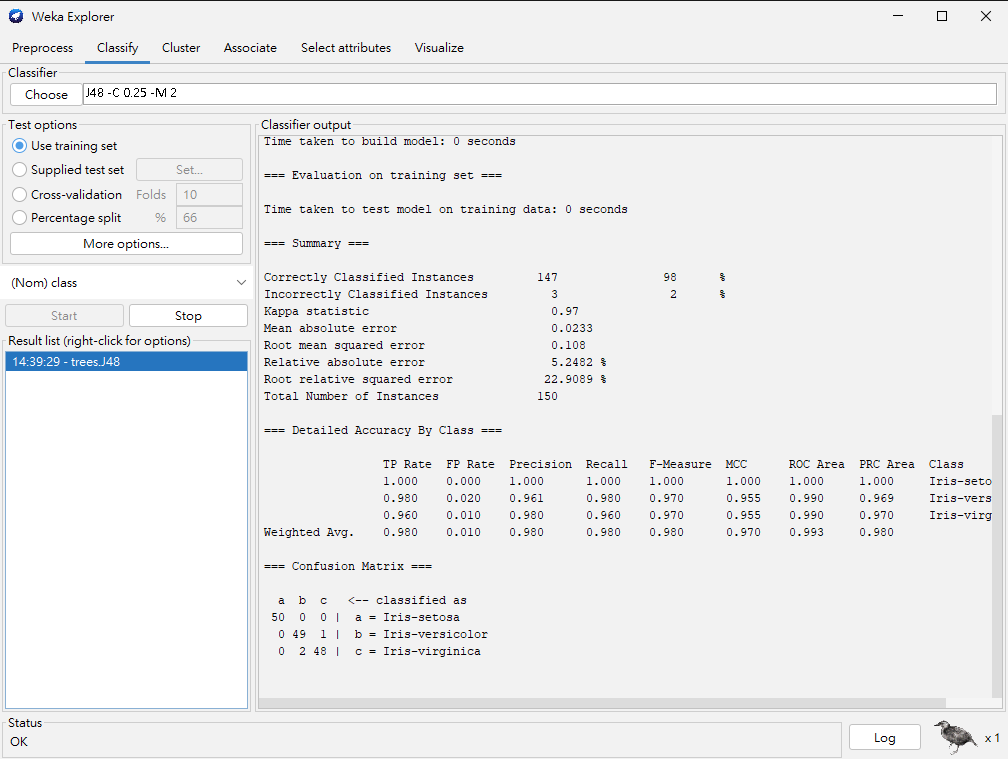 Weka Explorer
Preprocess Classify Cluster Associate Select attributes Visualize
Classifier
Choose J48 -C 0.25 -M 2
Test options
Use training set
Supplied test set Set...
Cross-validation Folds 10
Percentage split % 66
More options...
(Nom) class
Start Stop
Result list (right-click for options)
14:39:29 - trees.J48
Classifier output
Time taken to build model: 0 seconds
=== Evaluation on training set ===
Time taken to test model on training data: 0 seconds
=== Summary ===
Correctly Classified Instances 147 98 %
Incorrectly Classified Instances 3 2 %
Kappa statistic 0.97
Mean absolute error 0.0233
Root mean squared error 0.108
Relative absolute error 5.2482 %
Root relative squared error 22.9089 %
Total Number of Instances 150
=== Detailed Accuracy By Class ===
TP Rate FP Rate Precision Recall F-Measure MCC ROC Area PRC Area Class
1.000 0.000 1.000 1.000 1.000 1.000 1.000 1.000 Iris-seto
0.980 0.020 0.961 0.980 0.970 0.955 0.990 0.969 Iris-vers
0.960 0.010 0.980 0.960 0.970 0.955 0.990 0.970 Iris-virg
Weighted Avg. 0.980 0.010 0.980 0.980 0.980 0.970 0.993 0.980
=== Confusion Matrix ===
a b c <-- classified as
50 0 0 | a = Iris-setosa
0 49 1 | b = Iris-versicolor
0 2 48 | c = Iris-virginica
Status
OK
Log x 1